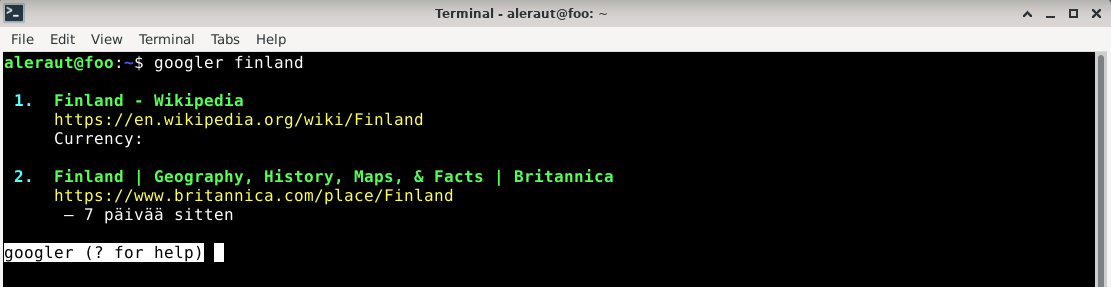 Terminal - aleraut@foo: ~
File Edit View Terminal Tabs Help
aleraut@foo:~$ googler finland
1. Finland - Wikipedia
https://en.wikipedia.org/wiki/Finland
Currency:
2. Finland | Geography, History, Maps, & Facts | Britannica
https://www.britannica.com/place/Finland
— 7 päivää sitten
googler (? for help)